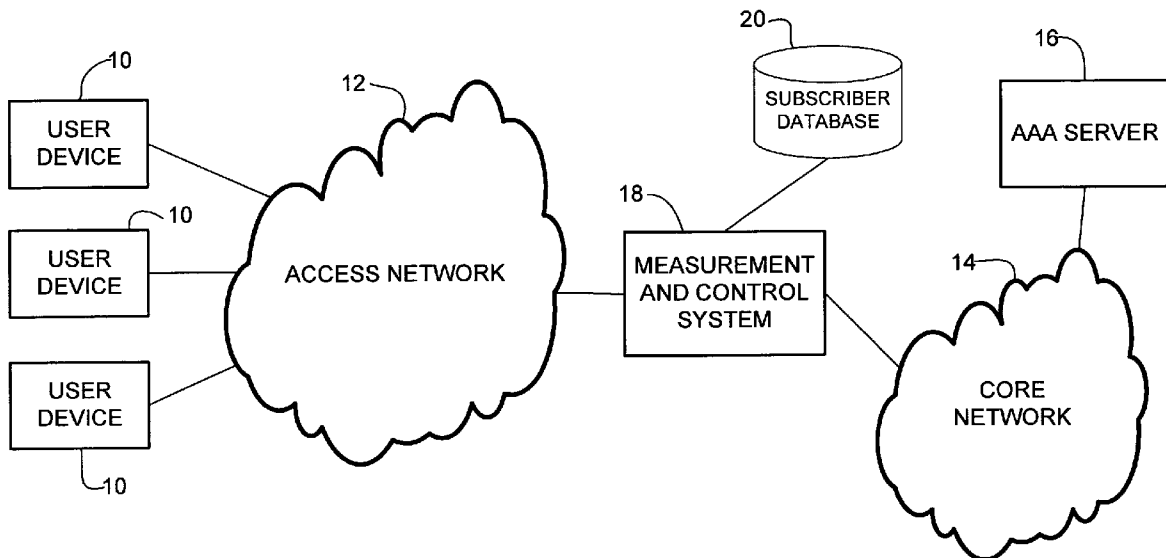 20
16
10
12
SUBSCRIBER
DATABASE
USER
DEVICE
AAA SERVER
10
18
USER
DEVICE
ACCESS NETWORK
MEASUREMENT
AND CONTROL
SYSTEM
14
USER
DEVICE
CORE
NETWORK
10